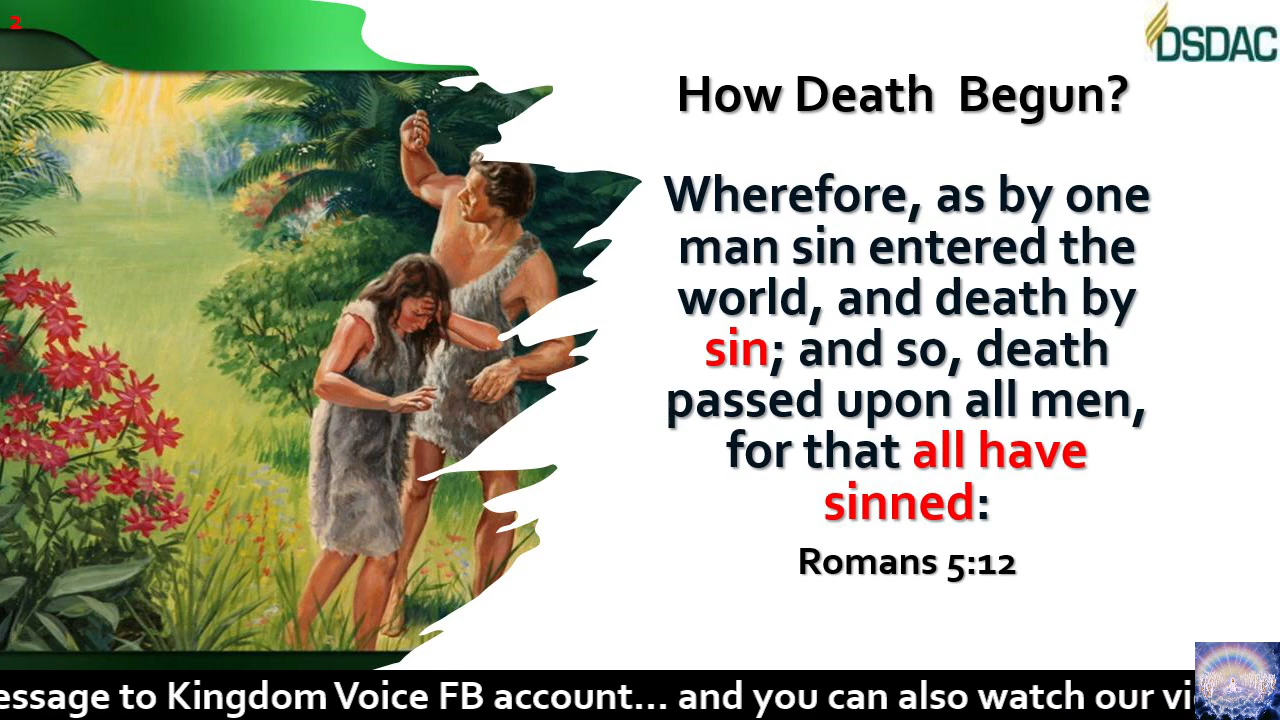 2
DSDAC
How Death  Begun?
Wherefore, as by one
man sin entered the
world, and death by
sin; and so, death
passed upon all men,
for that all have
sinned:
Romans 5:12
essage to Kingdom Voice FB account... and you can also watch our vi